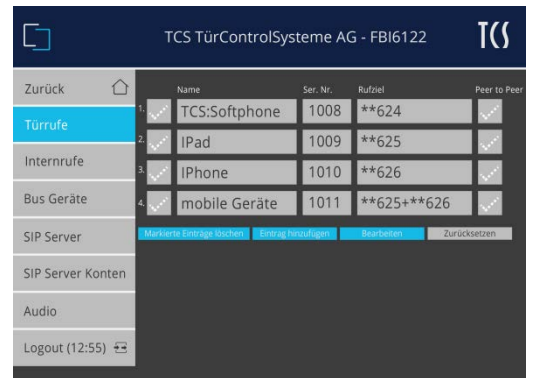 TCS TürControlSysteme AG - FBI6122
TCS
Zurück
Türrufe
Internrufe
Bus Geräte
SIP Server
SIP Server Konten
Audio
Logout (12:55)
Name Ser. Nr. Rufziel Peer to Peer
1. TCS:Softphone 1008 **624
2. IPad 1009 **625
3. IPhone 1010 **626
4. mobile Geräte 1011 **625+**626
Markierte Einträge löschen Eintrag hinzufügen Bearbeiten Zurücksetzen